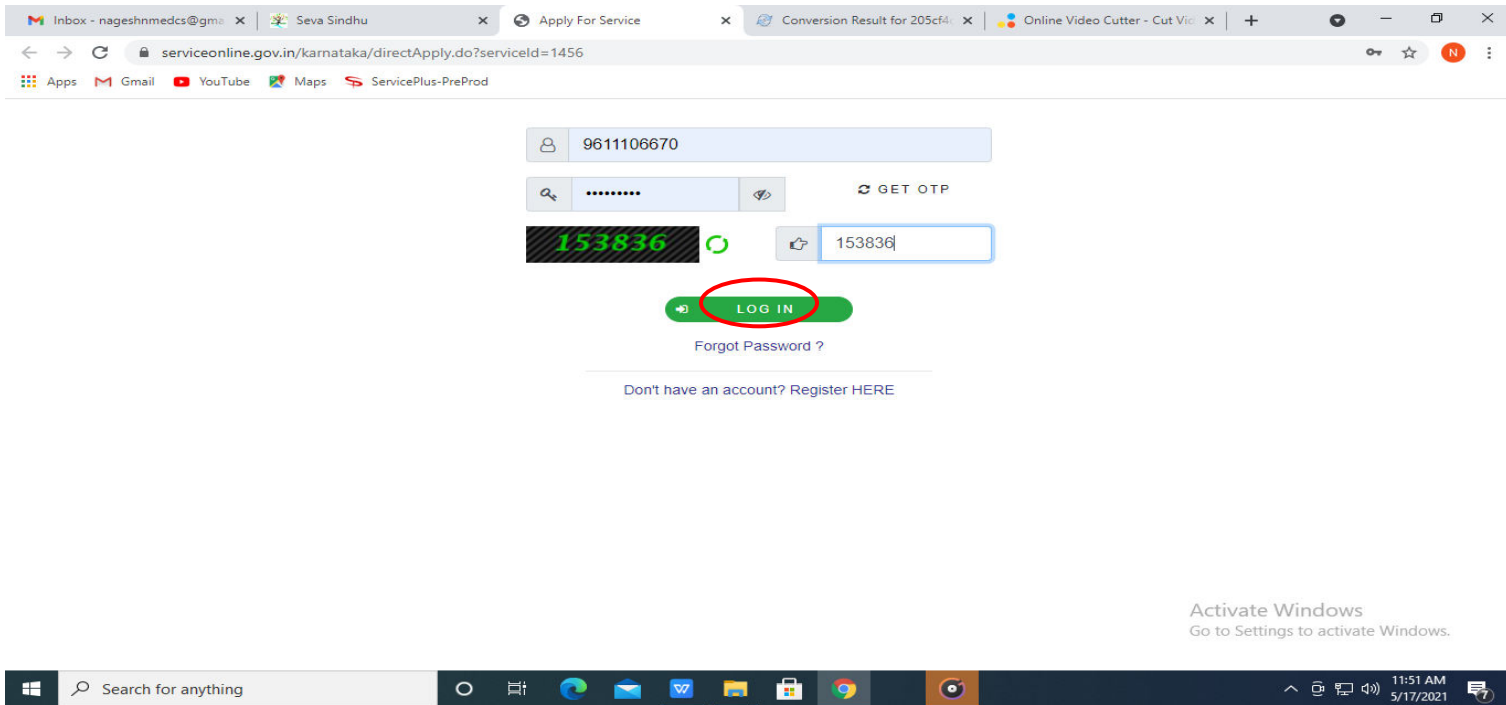 Inbox - nageshnmedcs@gma
Seva Sindhu
Apply For Service
Conversion Result for 205cf4c
Online Video Cutter - Cut Vid
serviceonline.gov.in/karnataka/directApply.do?serviceId=1456
N
Apps
Gmail
YouTube
Maps
ServicePlus-PreProd
9611106670
•••••••••
GET OTP
153836
153836
LOG IN
Forgot Password ?
Don't have an account? Register HERE
Activate Windows
Go to Settings to activate Windows.
Search for anything
11:51 AM
5/17/2021
7